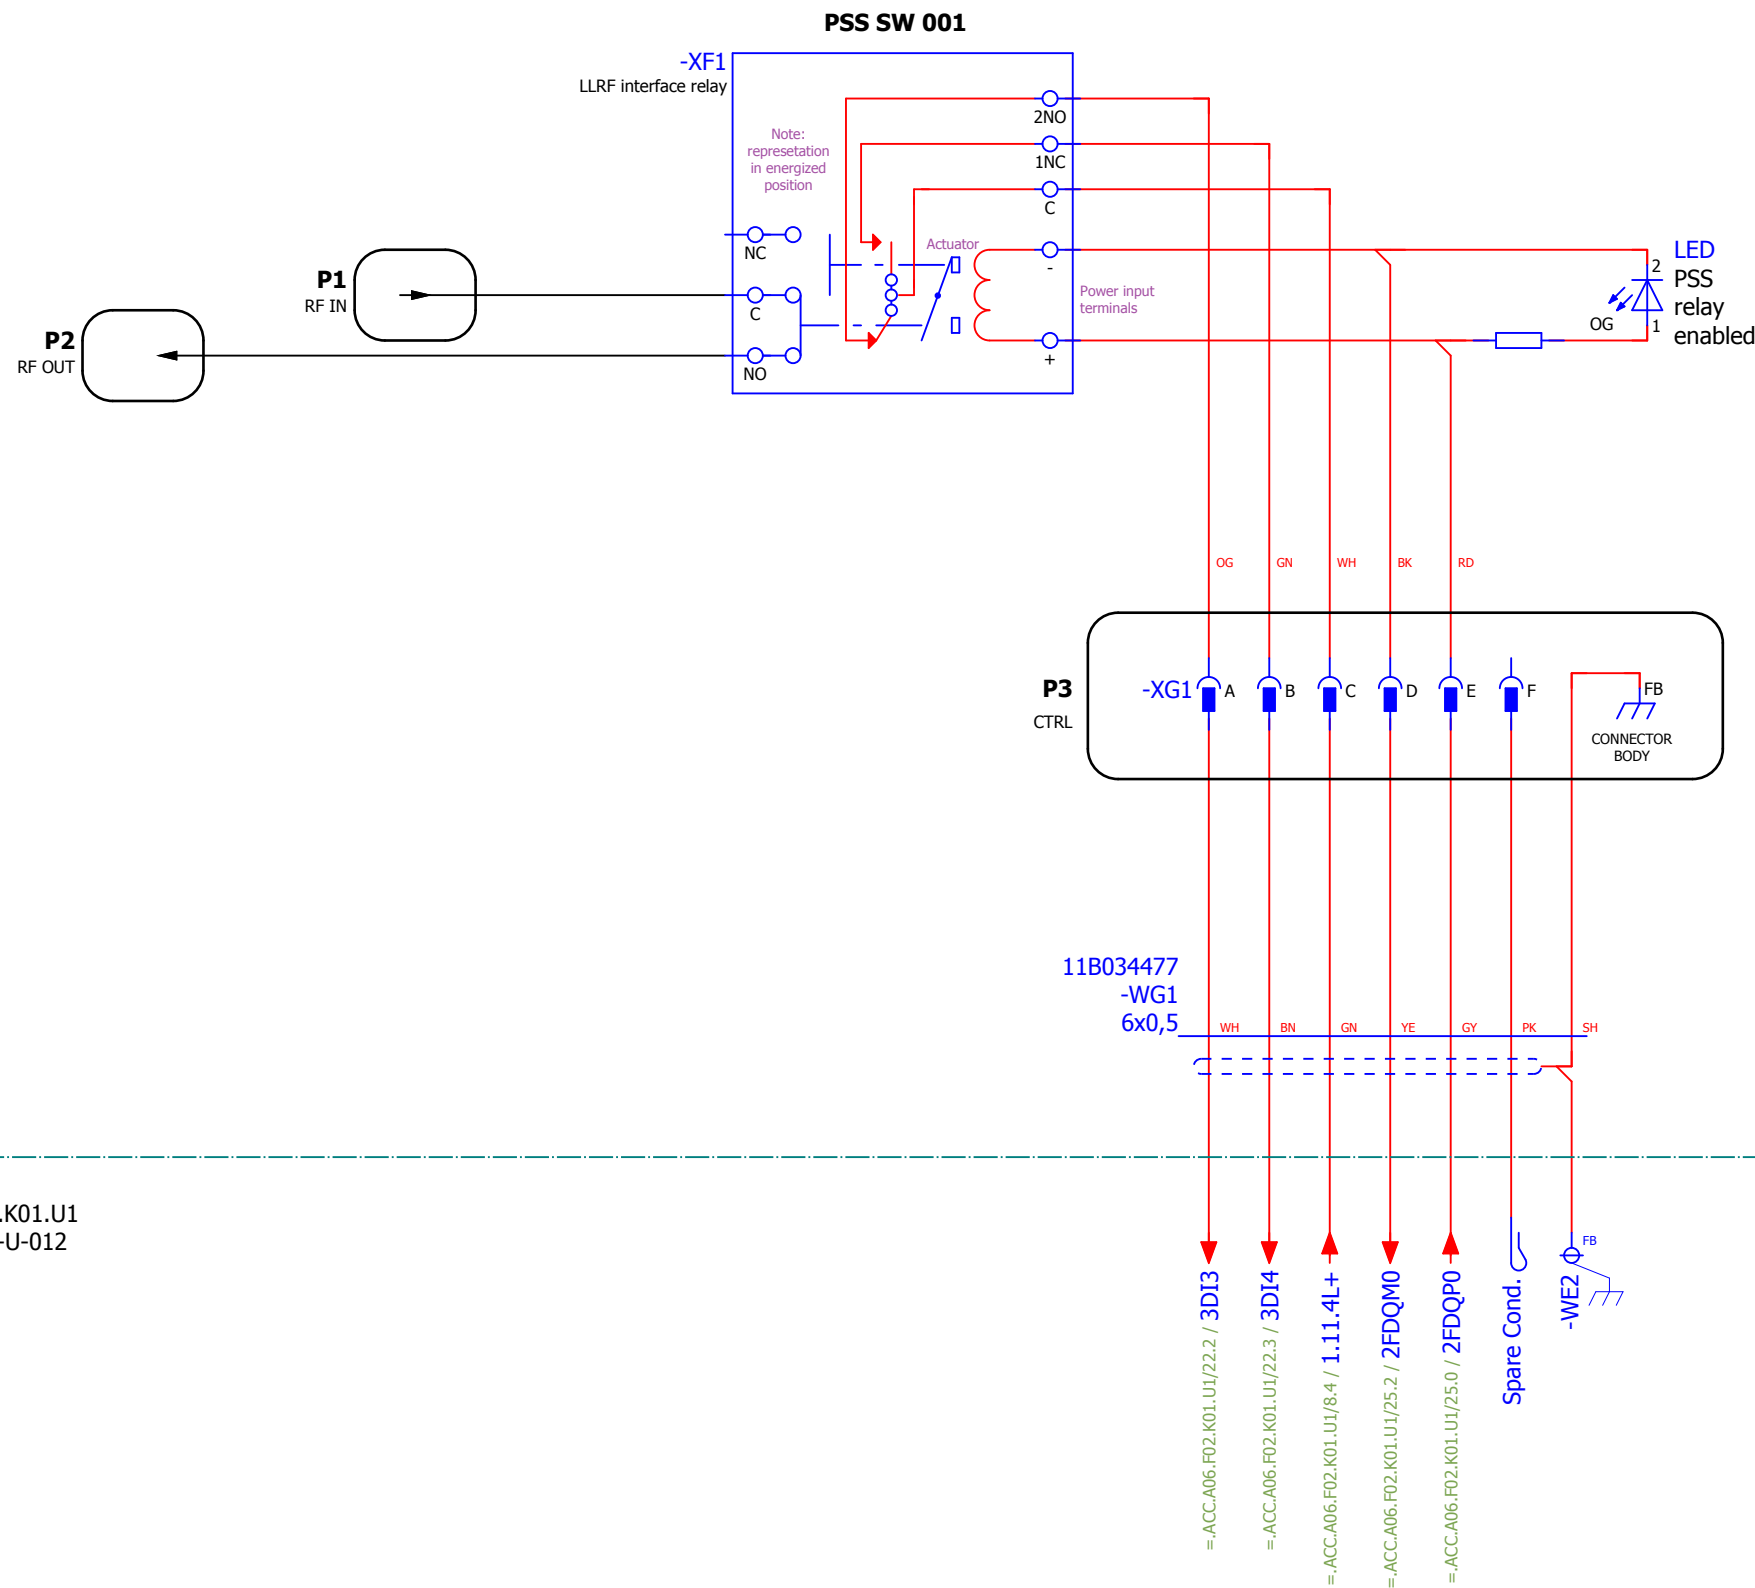 PSS SW 001
-XF1
LLRF interface relay
Note:
represetation
in energized
position
2NO
1NC
C
-
+
NC
C
NO
Actuator
Power input
terminals
P1
RF IN
P2
RF OUT
LED
PSS
relay
enabled
2
1
OG
OG
GN
WH
BK
RD
P3
CTRL
-XG1
A
B
C
D
E
F
FB
CONNECTOR
BODY
11B034477
-WG1
6x0,5
WH
BN
GN
YE
GY
PK
SH
.K01.U1
-U-012
=.ACC.A06.F02.K01.U1/22.2 / 3DI3
=.ACC.A06.F02.K01.U1/22.3 / 3DI4
=.ACC.A06.F02.K01.U1/8.4 / 1.11.4L+
=.ACC.A06.F02.K01.U1/25.2 / 2FDQM0
=.ACC.A06.F02.K01.U1/25.0 / 2FDQP0
Spare Cond.
-WE2
FB